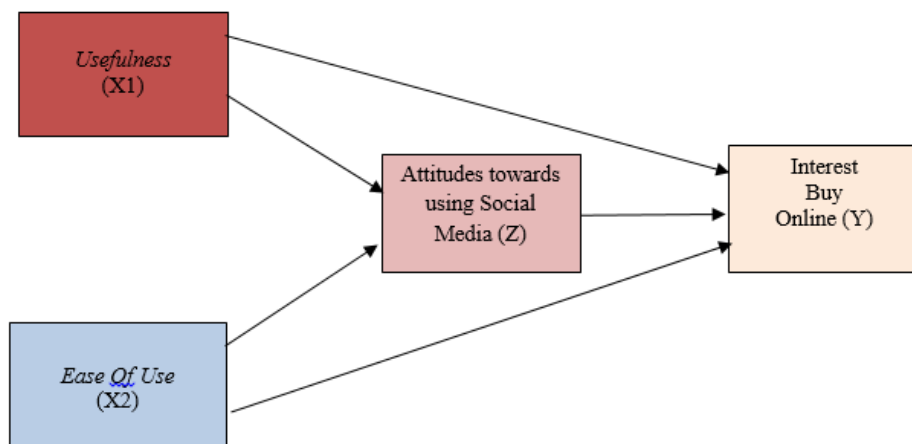 Usefulness
(X1)
Attitudes towards
using Social
Media (Z)
Interest
Buy
Online (Y)
Ease Of Use
(X2)